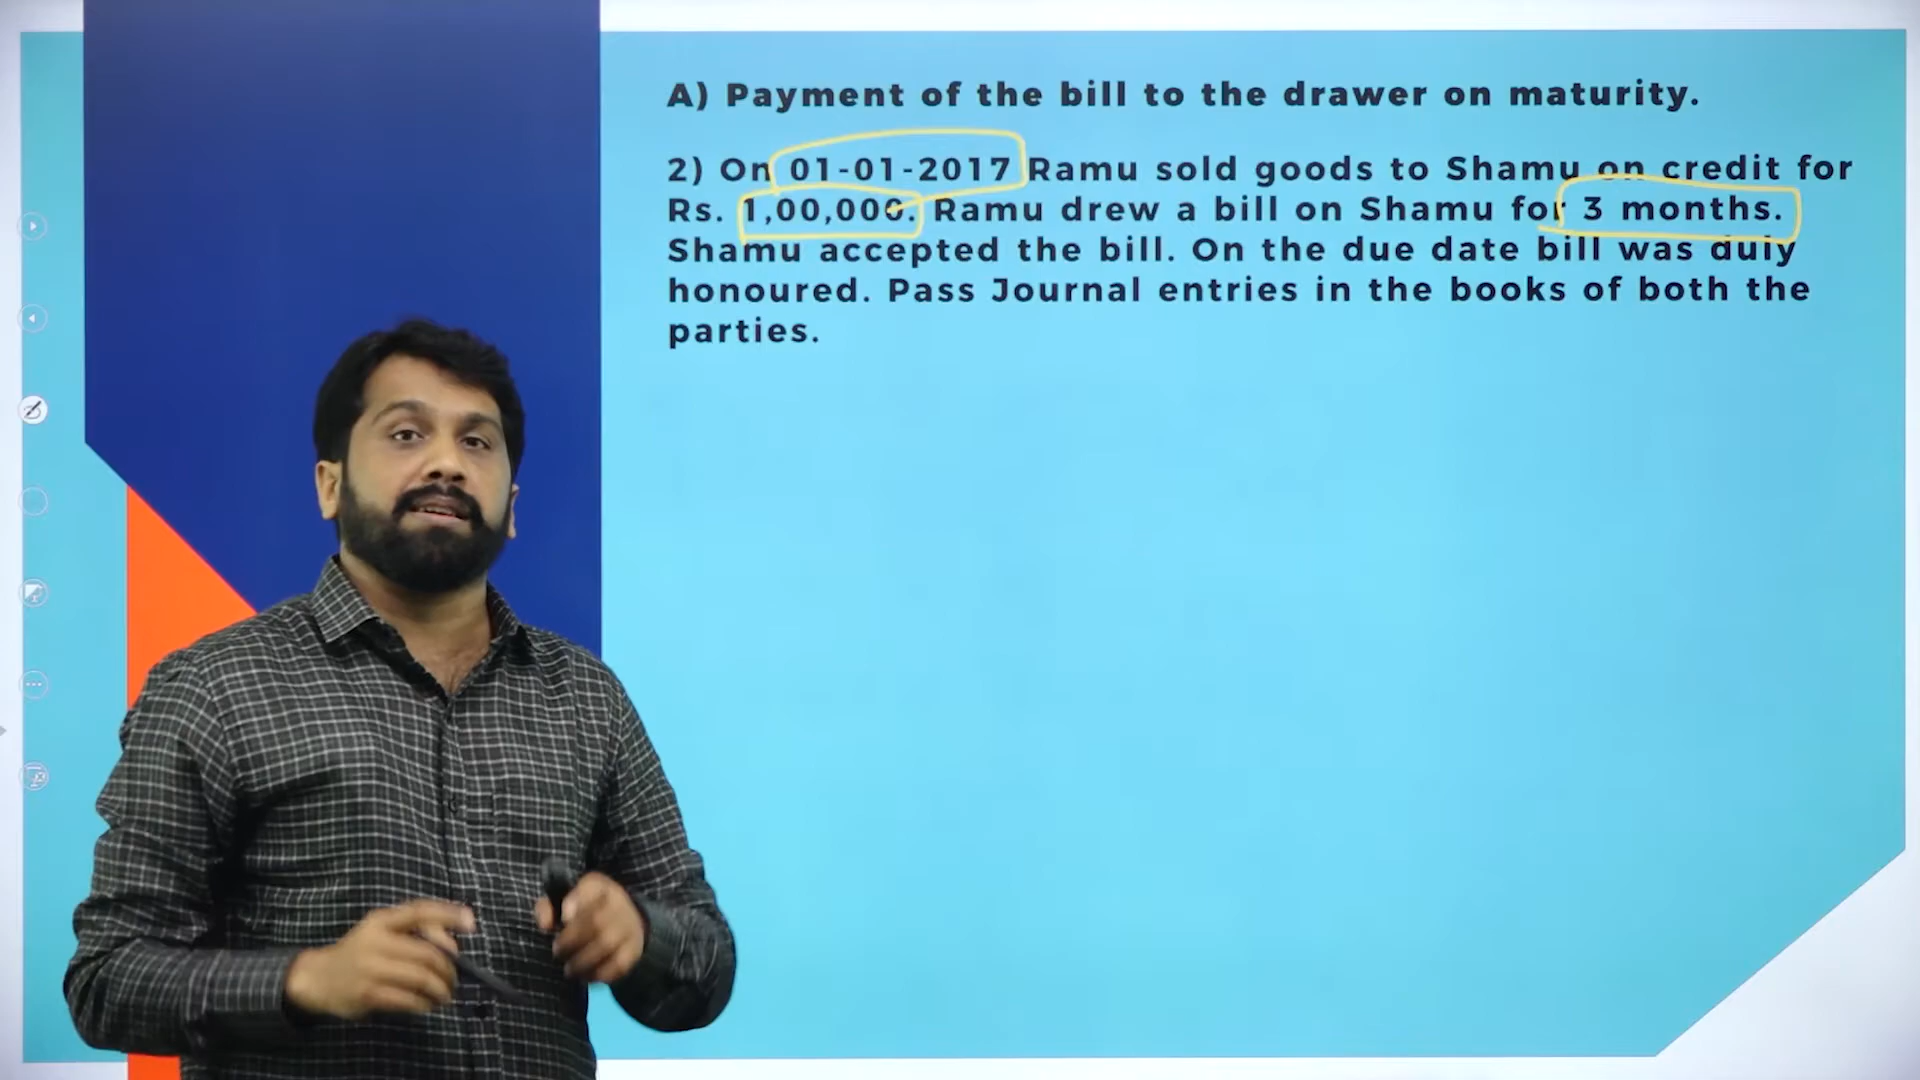 A) Payment of the bill to the drawer on maturity.
2) On 01-01-2017 Ramu sold goods to Shamu on credit for
Rs. 1,00,000. Ramu drew a bill on Shamu for 3 months.
Shamu accepted the bill. On the due date bill was duly
honoured. Pass Journal entries in the books of both the
parties.